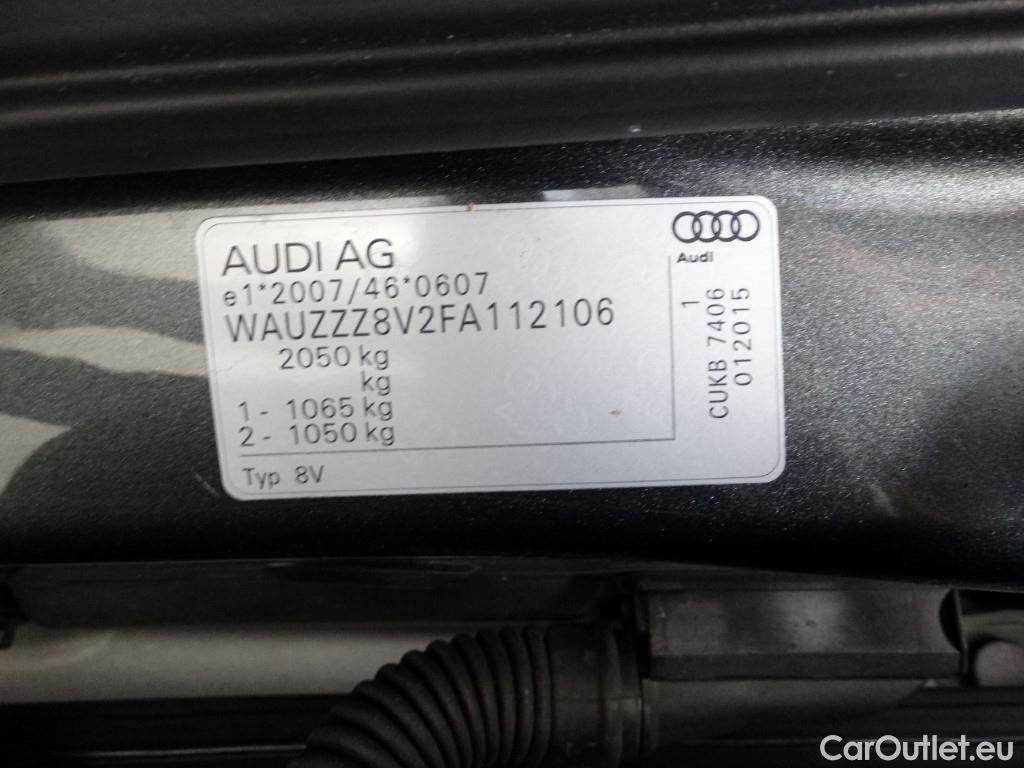 AUDI AG
e1*2007/46*0607
WAUZZZ8V2FA112106
2050 kg
kg
1 - 1065 kg
2 - 1050 kg
Typ 8V
Audi
1
CUKB 7406
012015
CarOutlet.eu